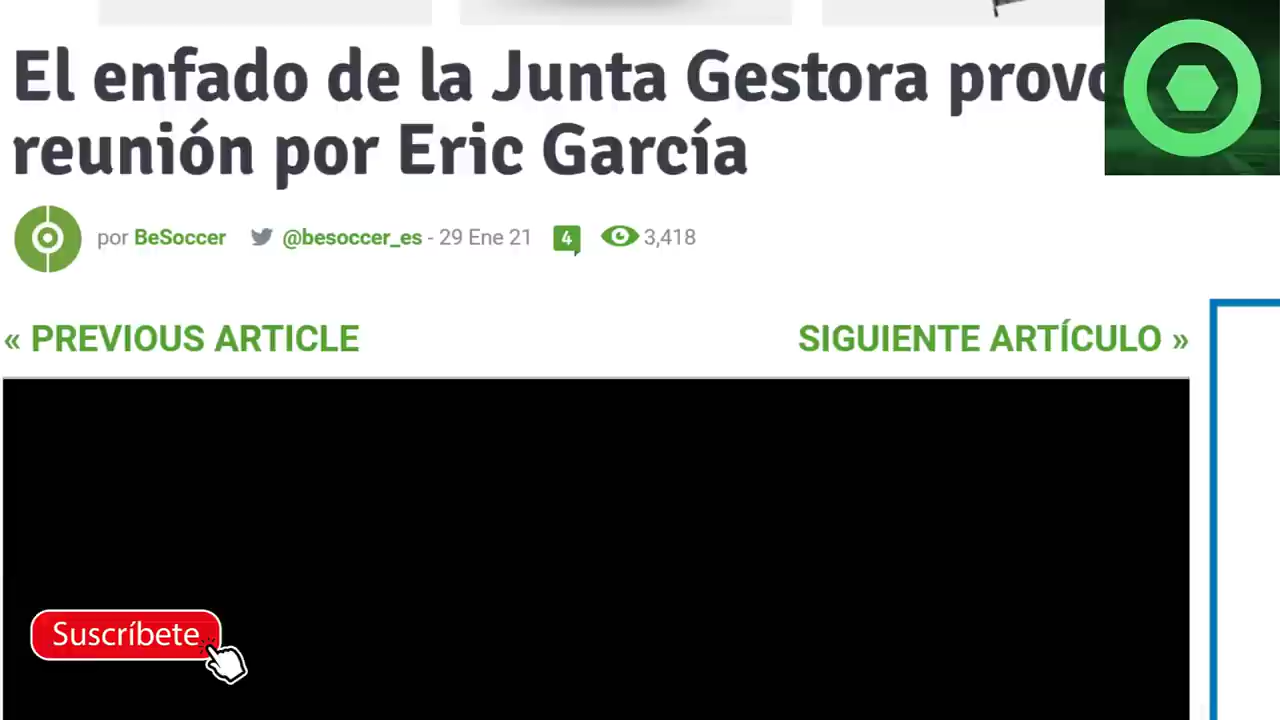 El enfado de la Junta Gestora
reunión por Eric García
por BeSoccer @besoccer_es - 29 Ene 21 4 3,418
« PREVIOUS ARTICLE SIGUIENTE ARTÍCULO »
Suscríbete